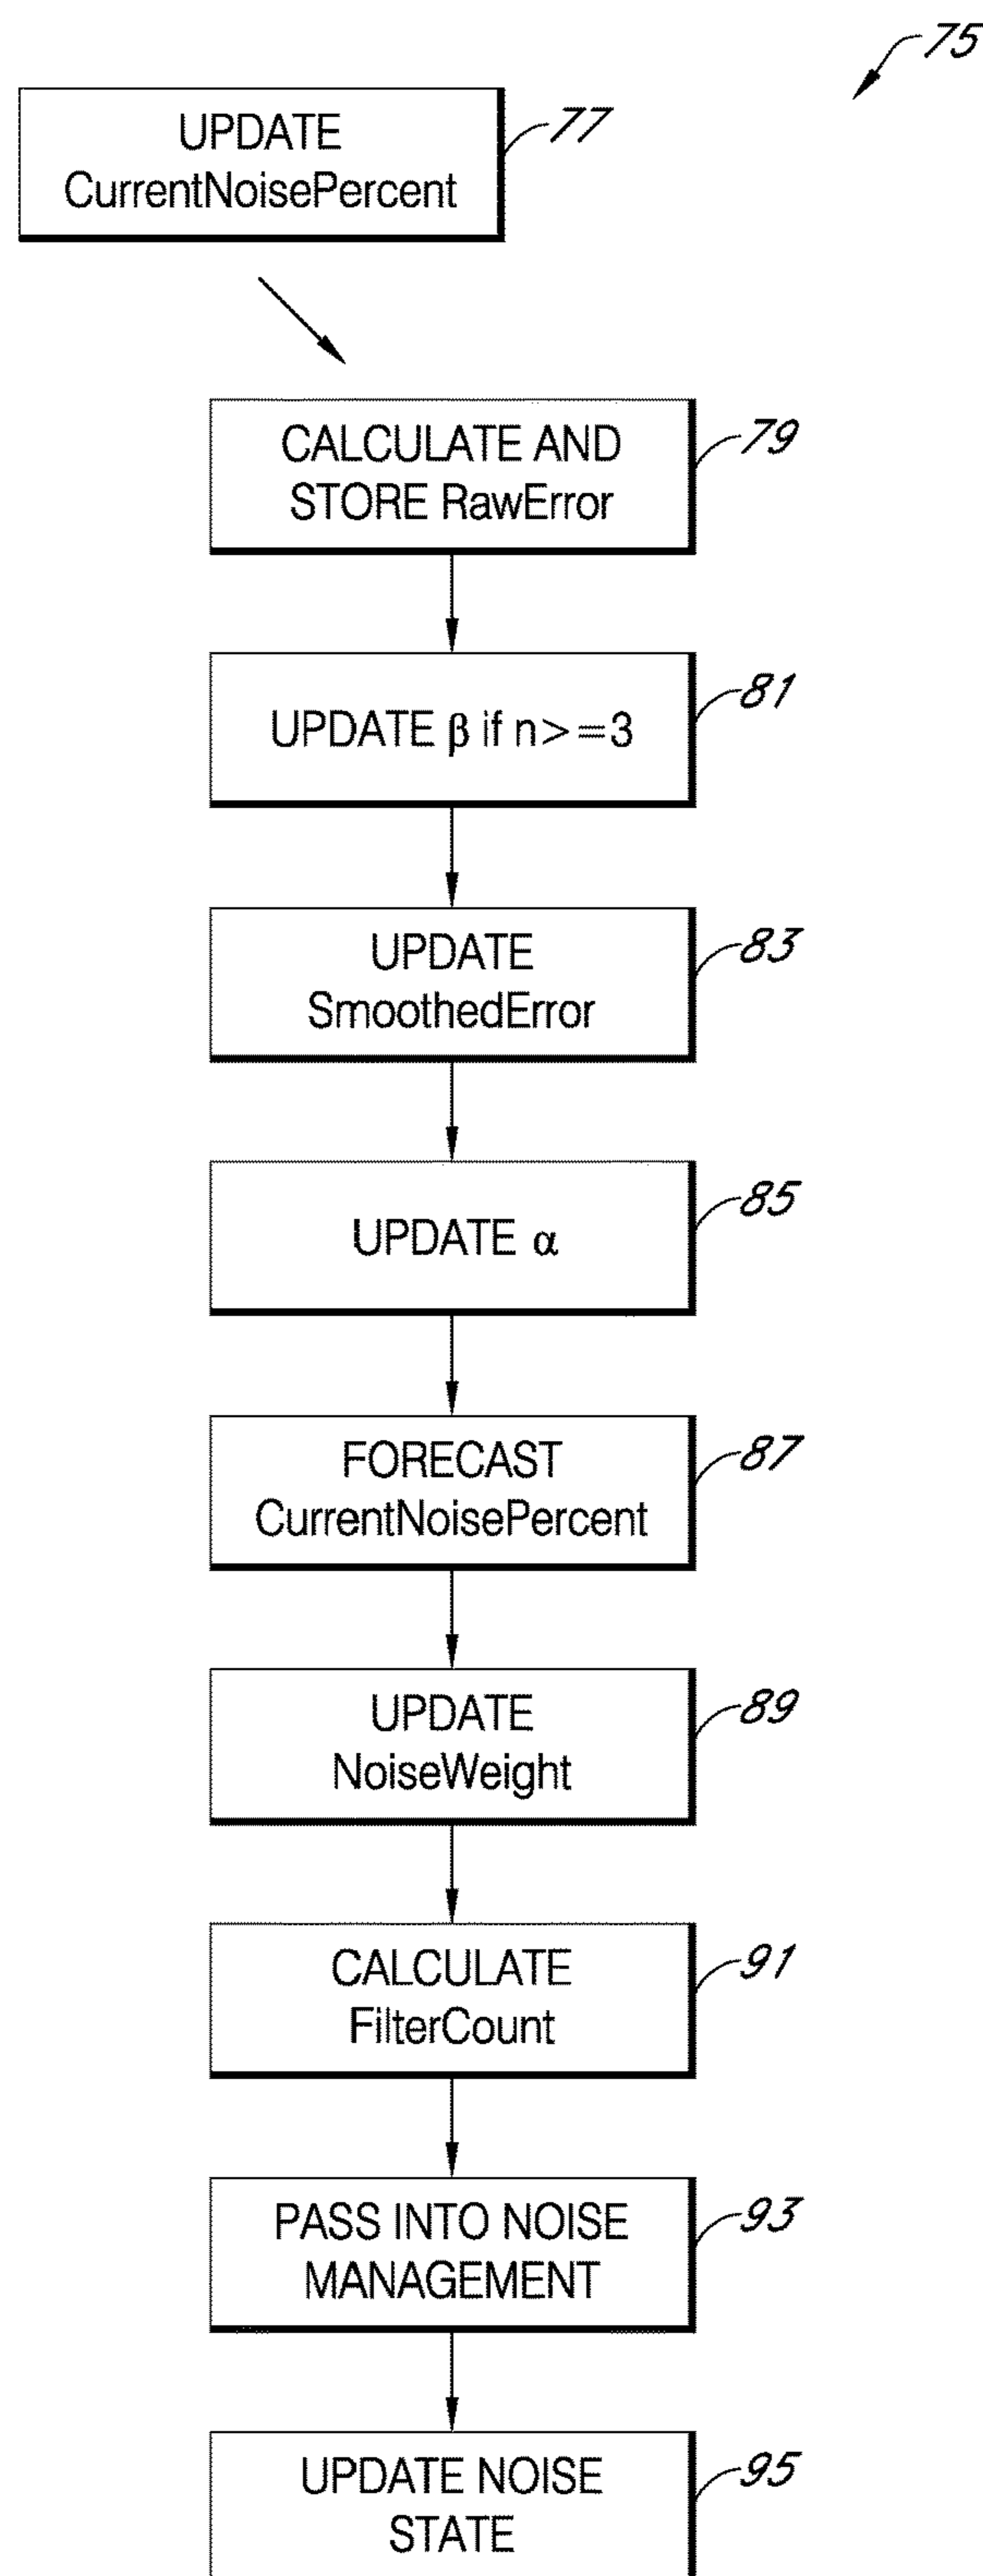 75
UPDATE
CurrentNoisePercent
77
CALCULATE AND
STORE RawError
79
UPDATE β if n>=3
81
UPDATE
SmoothedError
83
UPDATE α
85
FORECAST
CurrentNoisePercent
87
UPDATE
NoiseWeight
89
CALCULATE
FilterCount
91
PASS INTO NOISE
MANAGEMENT
93
UPDATE NOISE
STATE
95